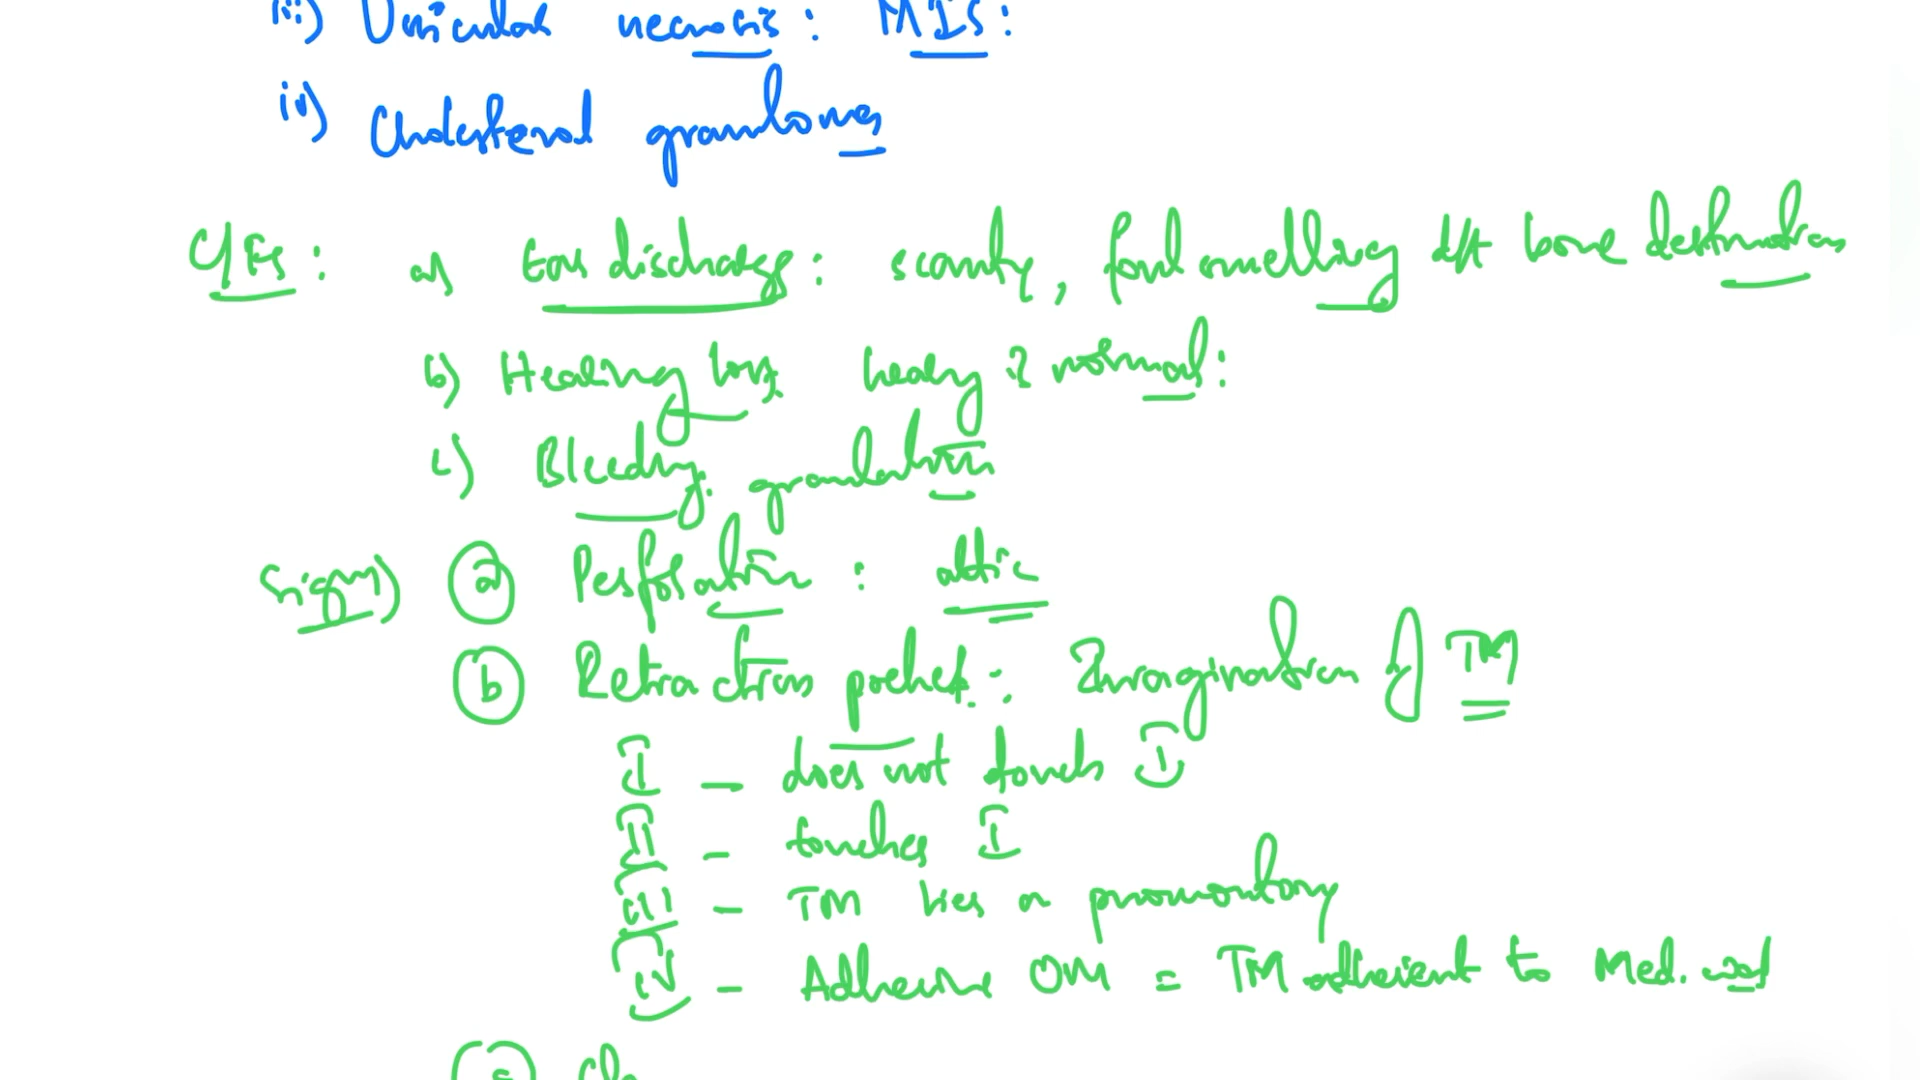 iii) Ossicular necrosis: MIS:
iv) Cholesterol granuloma
C/Fs: a) Ear discharge: scanty, foul smelling d/t bone destruction
b) Hearing loss. hearing normal:
c) Bleeding. granulation
Signs) (a) Perforation: attic
(b) Retraction pocket: Invagination of TM
I - does not touch I
II - touches I
III - TM lies on promontory
IV - Adhesive OM = TM adherent to Med. wall